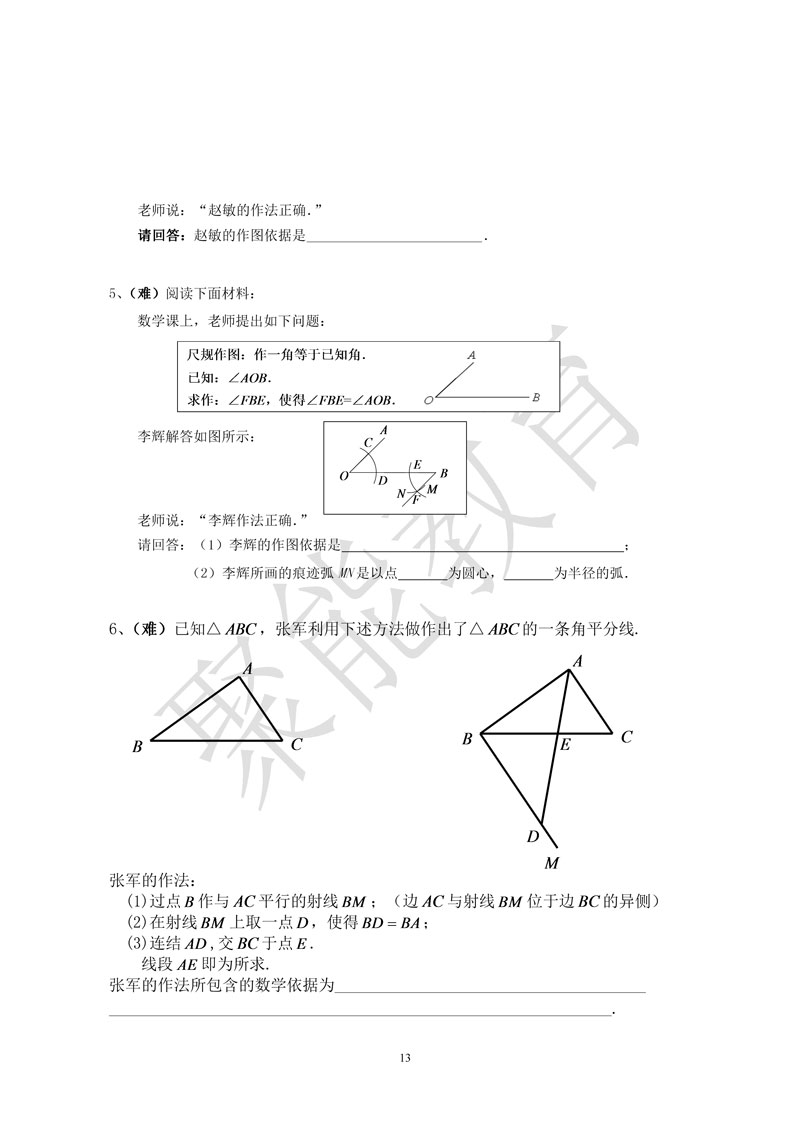 老师说：“赵敏的作法正确．”
请回答：赵敏的作图依据是_________________________．
5、（难）阅读下面材料：
数学课上，老师提出如下问题：
尺规作图：作一角等于已知角．
已知：∠AOB．
求作：∠FBE，使得∠FBE=∠AOB．
A
O
B
李辉解答如图所示：
A
C
O
D
E
B
N
M
F
老师说：“李辉作法正确．”
请回答：（1）李辉的作图依据是________________________________________；
（2）李辉所画的痕迹弧 MN 是以点_______为圆心，_______为半径的弧．
6、（难）已知△ ABC，张军利用下述方法做作出了△ ABC 的一条角平分线.
A
B
C
A
B
E
C
D
M
张军的作法：
(1)过点 B 作与 AC 平行的射线 BM ；（边 AC 与射线 BM 位于边 BC 的异侧）
(2)在射线 BM 上取一点 D，使得 BD = BA；
(3)连结 AD ,交 BC 于点 E．
线段 AE 即为所求.
张军的作法所包含的数学依据为_______________________________________
_______________________________________________________________．
13
聚能教育